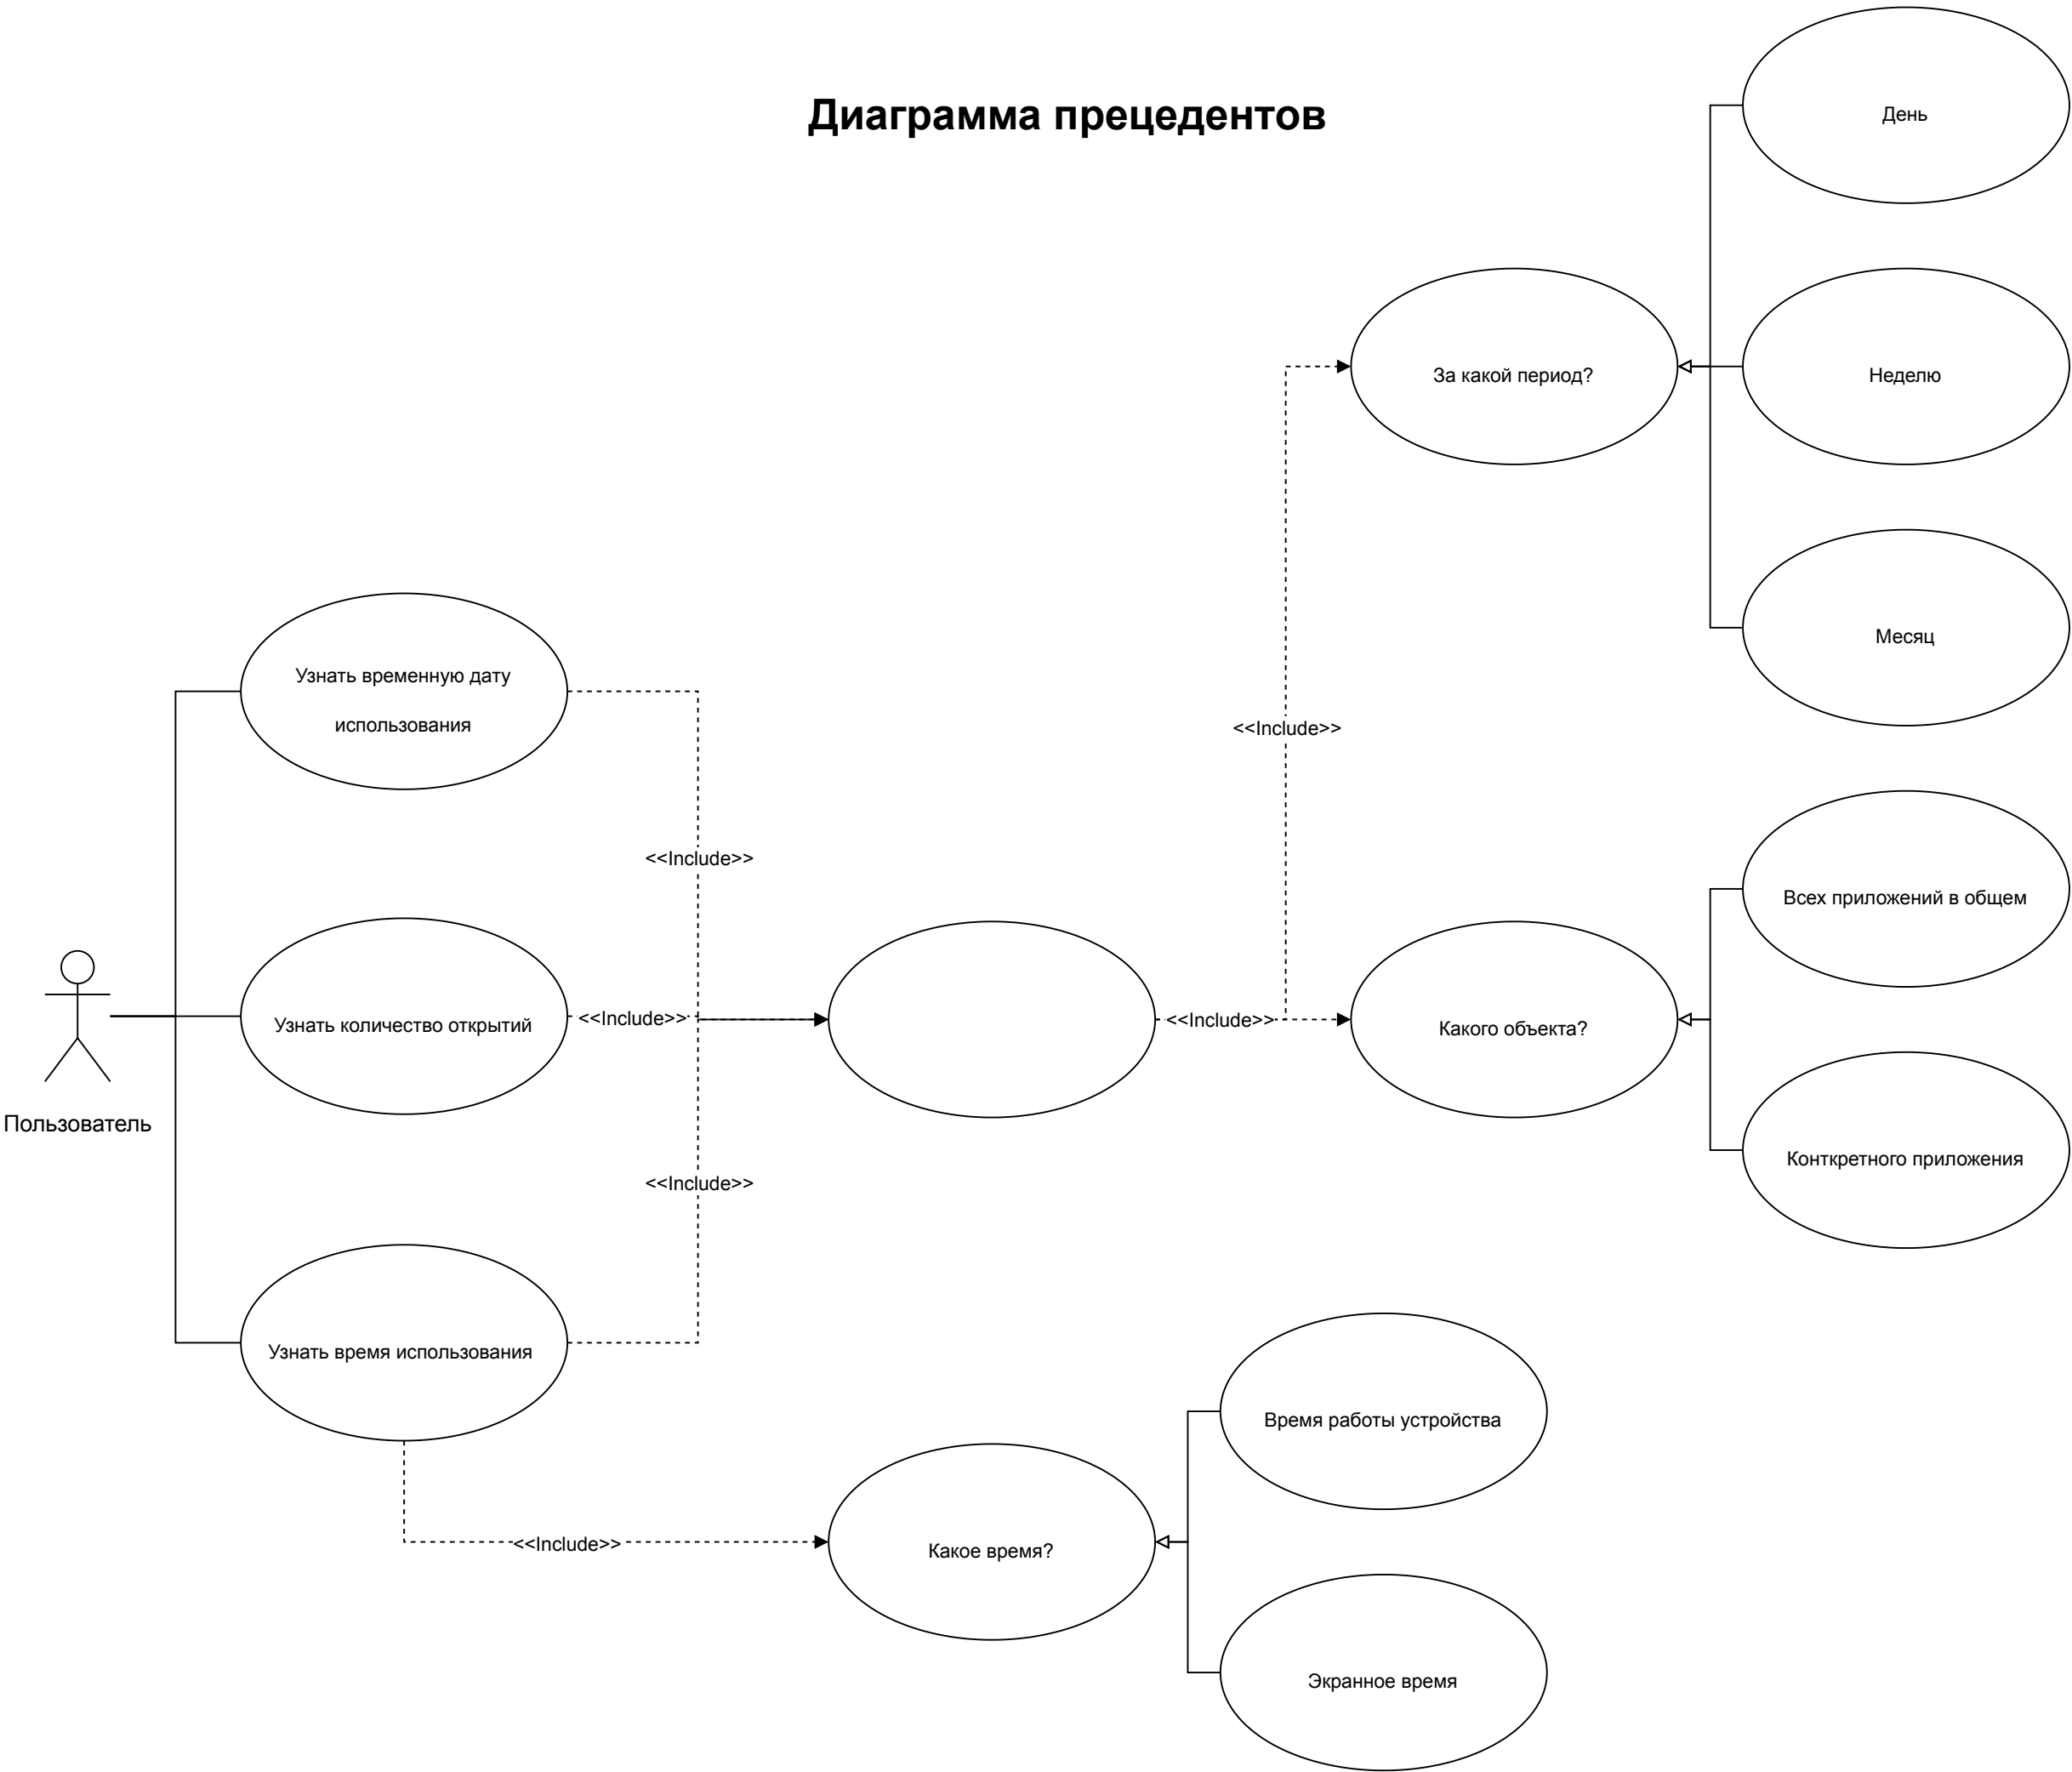 Диаграмма прецедентов
День
За какой период?
Неделю
Месяц
<<Include>>
Узнать временную дату
использования
<<Include>>
Всех приложений в общем
Узнать количество открытий
<<Include>>
<<Include>>
Какого объекта?
Пользователь
Конткретного приложения
<<Include>>
Узнать время использования
Время работы устройства
<<Include>>
Какое время?
Экранное время